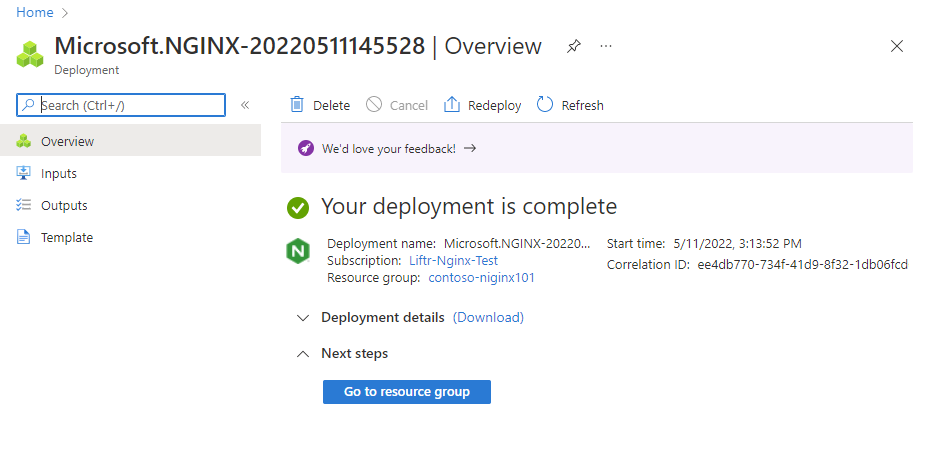 Home
Microsoft.NGINX-20220511145528 | Overview
Deployment
Search (Ctrl+/)
Overview
Inputs
Outputs
Template
Delete
Cancel
Redeploy
Refresh
We'd love your feedback! →
Your deployment is complete
Deployment name: Microsoft.NGINX-20220...
Subscription: Liftr-Nginx-Test
Resource group: contoso-niginx101
Start time: 5/11/2022, 3:13:52 PM
Correlation ID: ee4db770-734f-41d9-8f32-1db06fcd
Deployment details (Download)
Next steps
Go to resource group